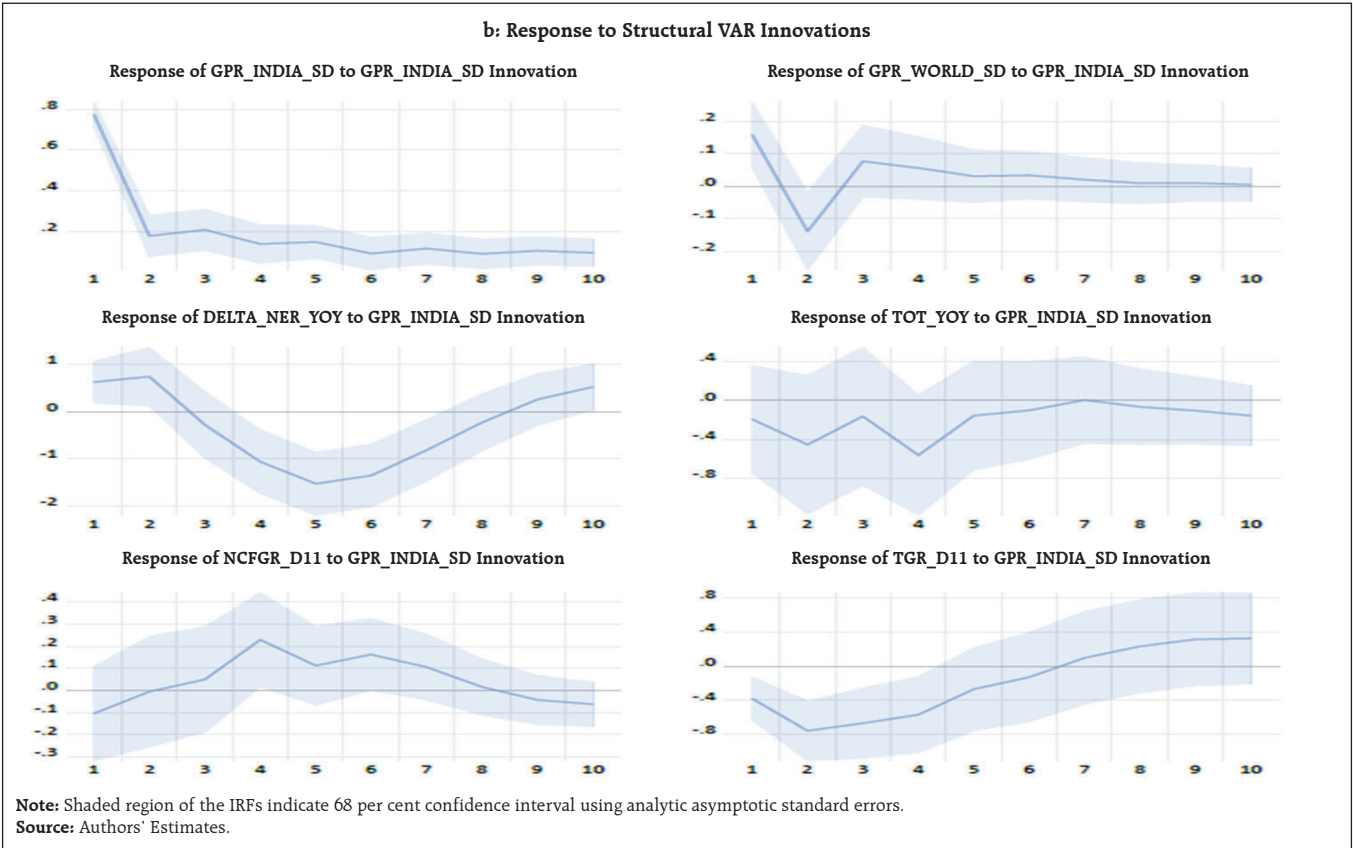 b: Response to Structural VAR Innovations
Response of GPR_INDIA_SD to GPR_INDIA_SD Innovation
.8
.6
.4
.2
1 2 3 4 5 6 7 8 9 10
Response of GPR_WORLD_SD to GPR_INDIA_SD Innovation
.2
.1
.0
-.1
-.2
1 2 3 4 5 6 7 8 9 10
Response of DELTA_NER_YOY to GPR_INDIA_SD Innovation
1
0
-1
-2
1 2 3 4 5 6 7 8 9 10
Response of TOT_YOY to GPR_INDIA_SD Innovation
.4
.0
-.4
-.8
1 2 3 4 5 6 7 8 9 10
Response of NCFGR_D11 to GPR_INDIA_SD Innovation
.4
.3
.2
.1
.0
-.1
-.2
-.3
1 2 3 4 5 6 7 8 9 10
Response of TGR_D11 to GPR_INDIA_SD Innovation
.8
.4
.0
-.4
-.8
1 2 3 4 5 6 7 8 9 10
Note: Shaded region of the IRFs indicate 68 per cent confidence interval using analytic asymptotic standard errors.
Source: Authors' Estimates.